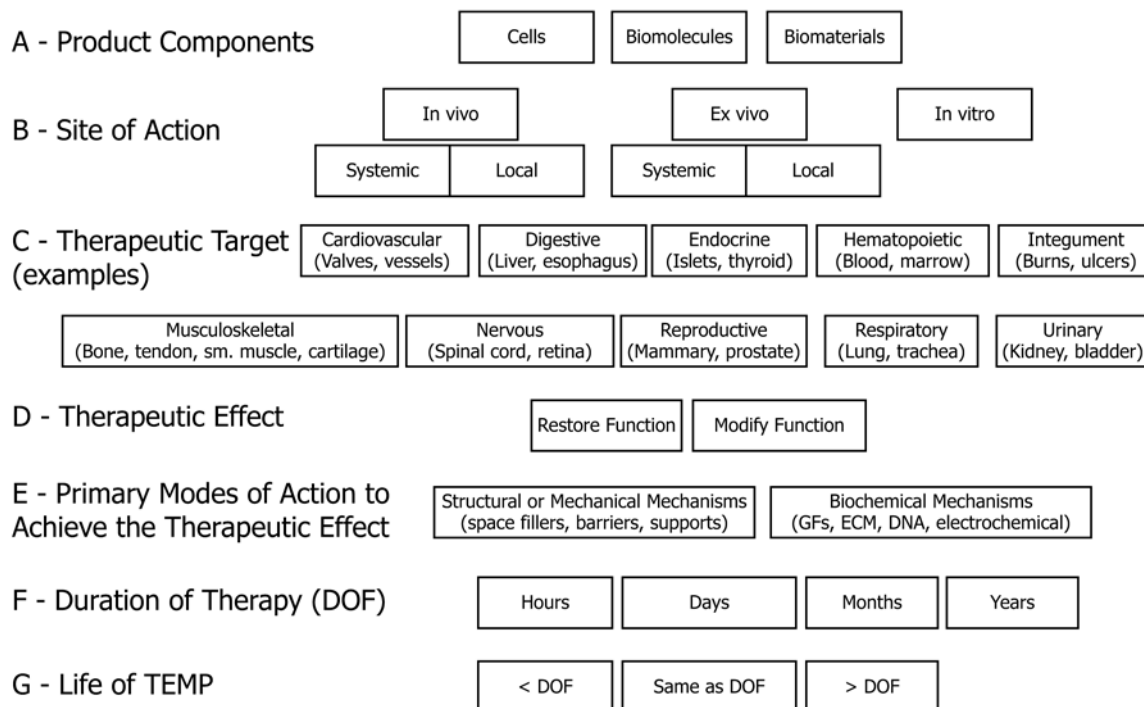 A - Product Components
Cells
Biomolecules
Biomaterials
B - Site of Action
In vivo
Ex vivo
In vitro
Systemic
Local
Systemic
Local
C - Therapeutic Target
(examples)
Cardiovascular
(Valves, vessels)
Digestive
(Liver, esophagus)
Endocrine
(Islets, thyroid)
Hematopoietic
(Blood, marrow)
Integument
(Burns, ulcers)
Musculoskeletal
(Bone, tendon, sm. muscle, cartilage)
Nervous
(Spinal cord, retina)
Reproductive
(Mammary, prostate)
Respiratory
(Lung, trachea)
Urinary
(Kidney, bladder)
D - Therapeutic Effect
Restore Function
Modify Function
E - Primary Modes of Action to
Achieve the Therapeutic Effect
Structural or Mechanical Mechanisms
(space fillers, barriers, supports)
Biochemical Mechanisms
(GFs, ECM, DNA, electrochemical)
F - Duration of Therapy (DOF)
Hours
Days
Months
Years
G - Life of TEMP
< DOF
Same as DOF
> DOF